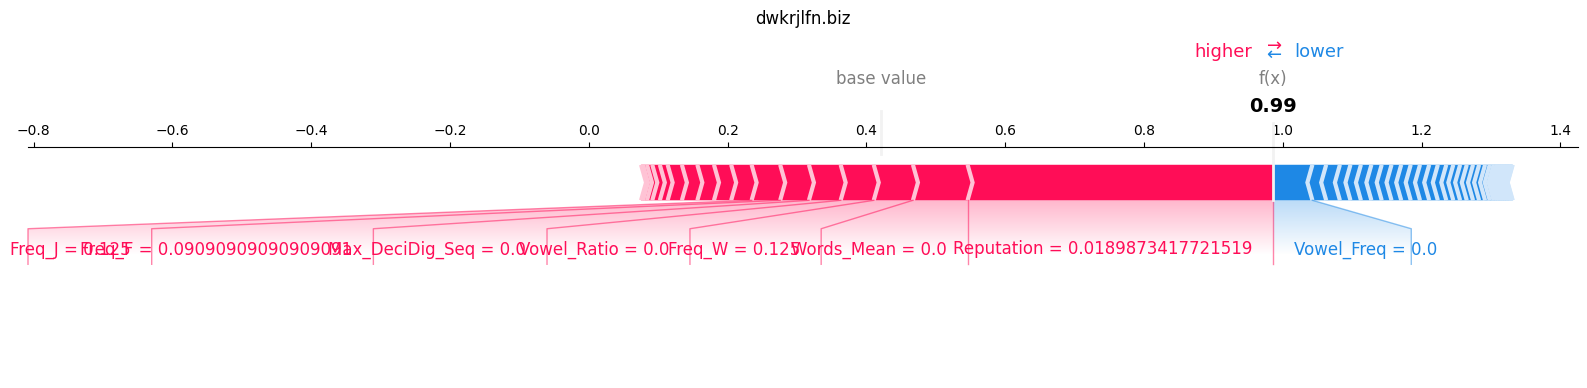 dwkrjlfn.biz
higher ⇄ lower
base value f(x)
0.99
−0.8 −0.6 −0.4 −0.2 0.0 0.2 0.4 0.6 0.8 1.0 1.2 1.4
Freq_J = 0.125 Freq_F = 0.09090909090909091 Max_DeciDig_Seq = 0.0 Vowel_Ratio = 0.0 Freq_W = 0.125 Words_Mean = 0.0 Reputation = 0.0189873417721519 Vowel_Freq = 0.0